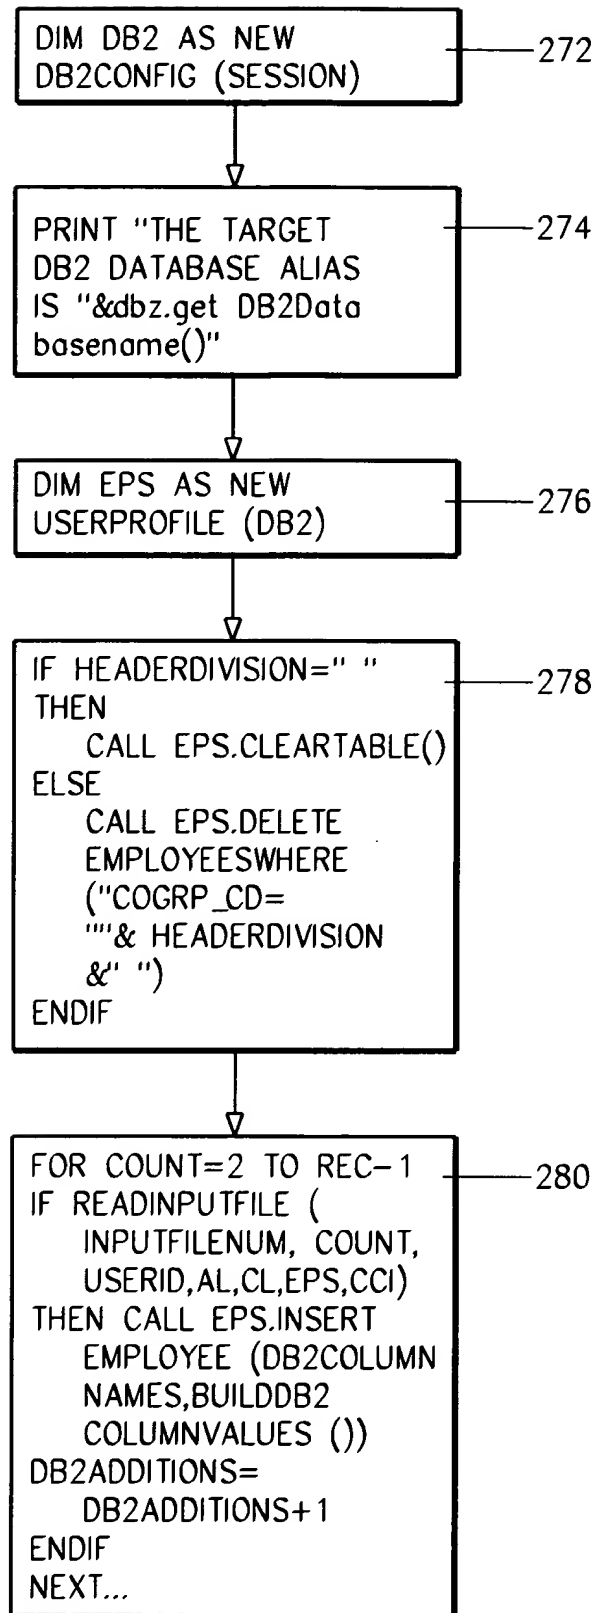 DIM DB2 AS NEW
DB2CONFIG (SESSION)
272
PRINT "THE TARGET
DB2 DATABASE ALIAS
IS "&dbz.get DB2Data
basename()"
274
DIM EPS AS NEW
USERPROFILE (DB2)
276
IF HEADERDIVISION=" "
THEN
CALL EPS.CLEARTABLE()
ELSE
CALL EPS.DELETE
EMPLOYEESWHERE
("COGRP_CD=
""& HEADERDIVISION
&" ")
ENDIF
278
FOR COUNT=2 TO REC-1
IF READINPUTFILE (
INPUTFILENUM, COUNT,
USERID,AL,CL,EPS,CCI)
THEN CALL EPS.INSERT
EMPLOYEE (DB2COLUMN
NAMES,BUILDDB2
COLUMNVALUES ())
DB2ADDITIONS=
DB2ADDITIONS+1
ENDIF
NEXT...
280